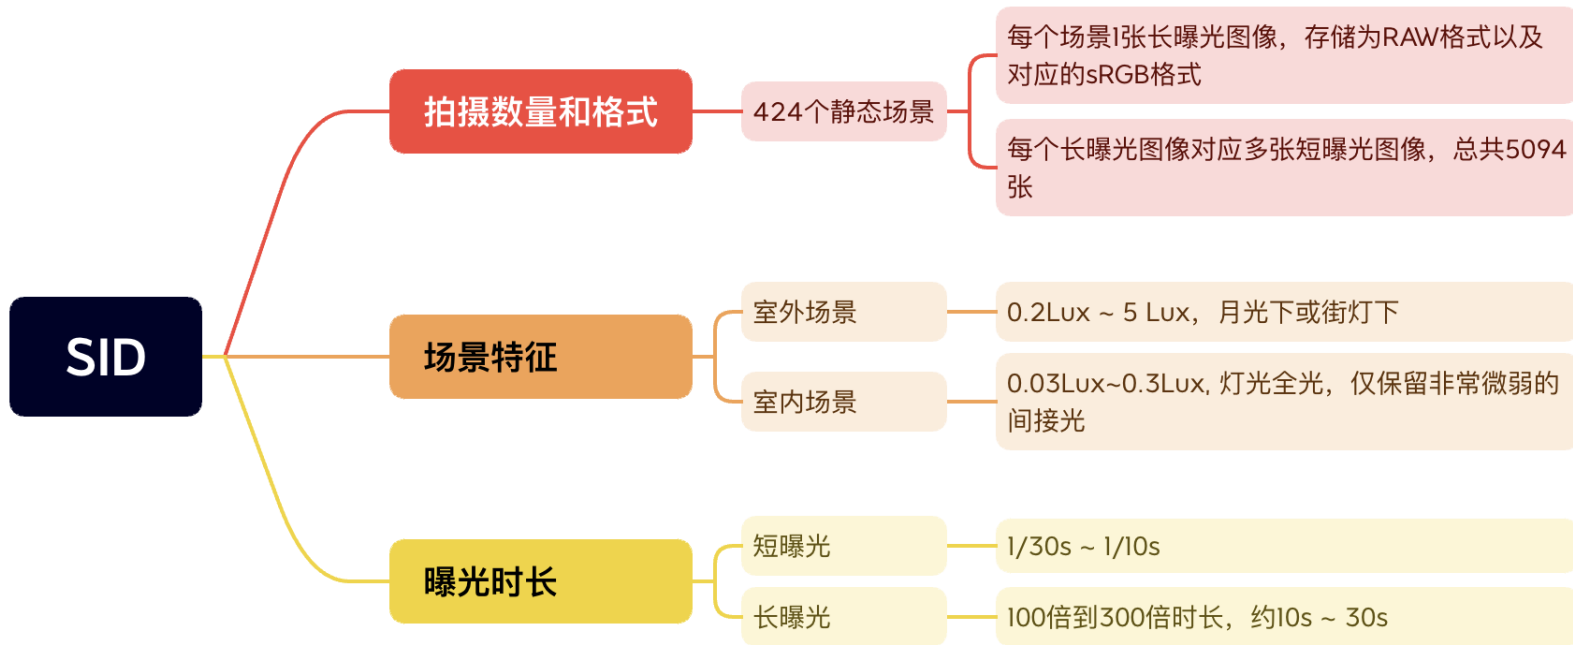 SID
拍摄数量和格式
424个静态场景
每个场景1张长曝光图像，存储为RAW格式以及
对应的sRGB格式
每个长曝光图像对应多张短曝光图像，总共5094
张
场景特征
室外场景
0.2Lux ~ 5 Lux，月光下或街灯下
室内场景
0.03Lux~0.3Lux, 灯光全光，仅保留非常微弱的
间接光
曝光时长
短曝光
1/30s ~ 1/10s
长曝光
100倍到300倍时长，约10s ~ 30s